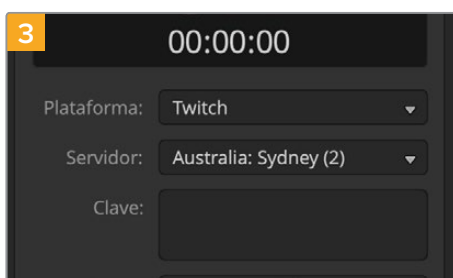 3
00:00:00
Plataforma: Twitch
Servidor: Australia: Sydney (2)
Clave: